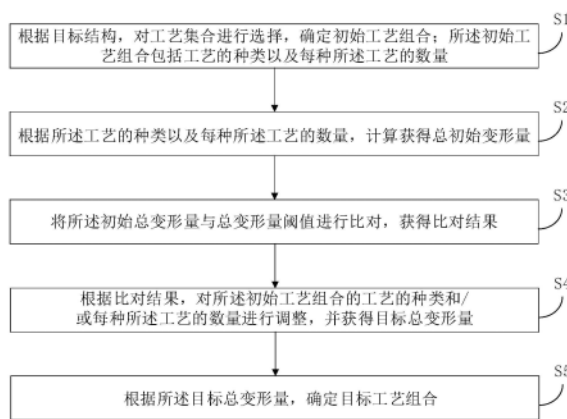 S1
根据目标结构，对工艺集合进行选择，确定初始工艺组合；所述初始工
艺组合包括工艺的种类以及每种所述工艺的数量
S2
根据所述工艺的种类以及每种所述工艺的数量，计算获得总初始变形量
S3
将所述初始总变形量与总变形量阈值进行比对，获得比对结果
S4
根据比对结果，对所述初始工艺组合的工艺的种类和/
或每种所述工艺的数量进行调整，并获得目标总变形量
S5
根据所述目标总变形量，确定目标工艺组合